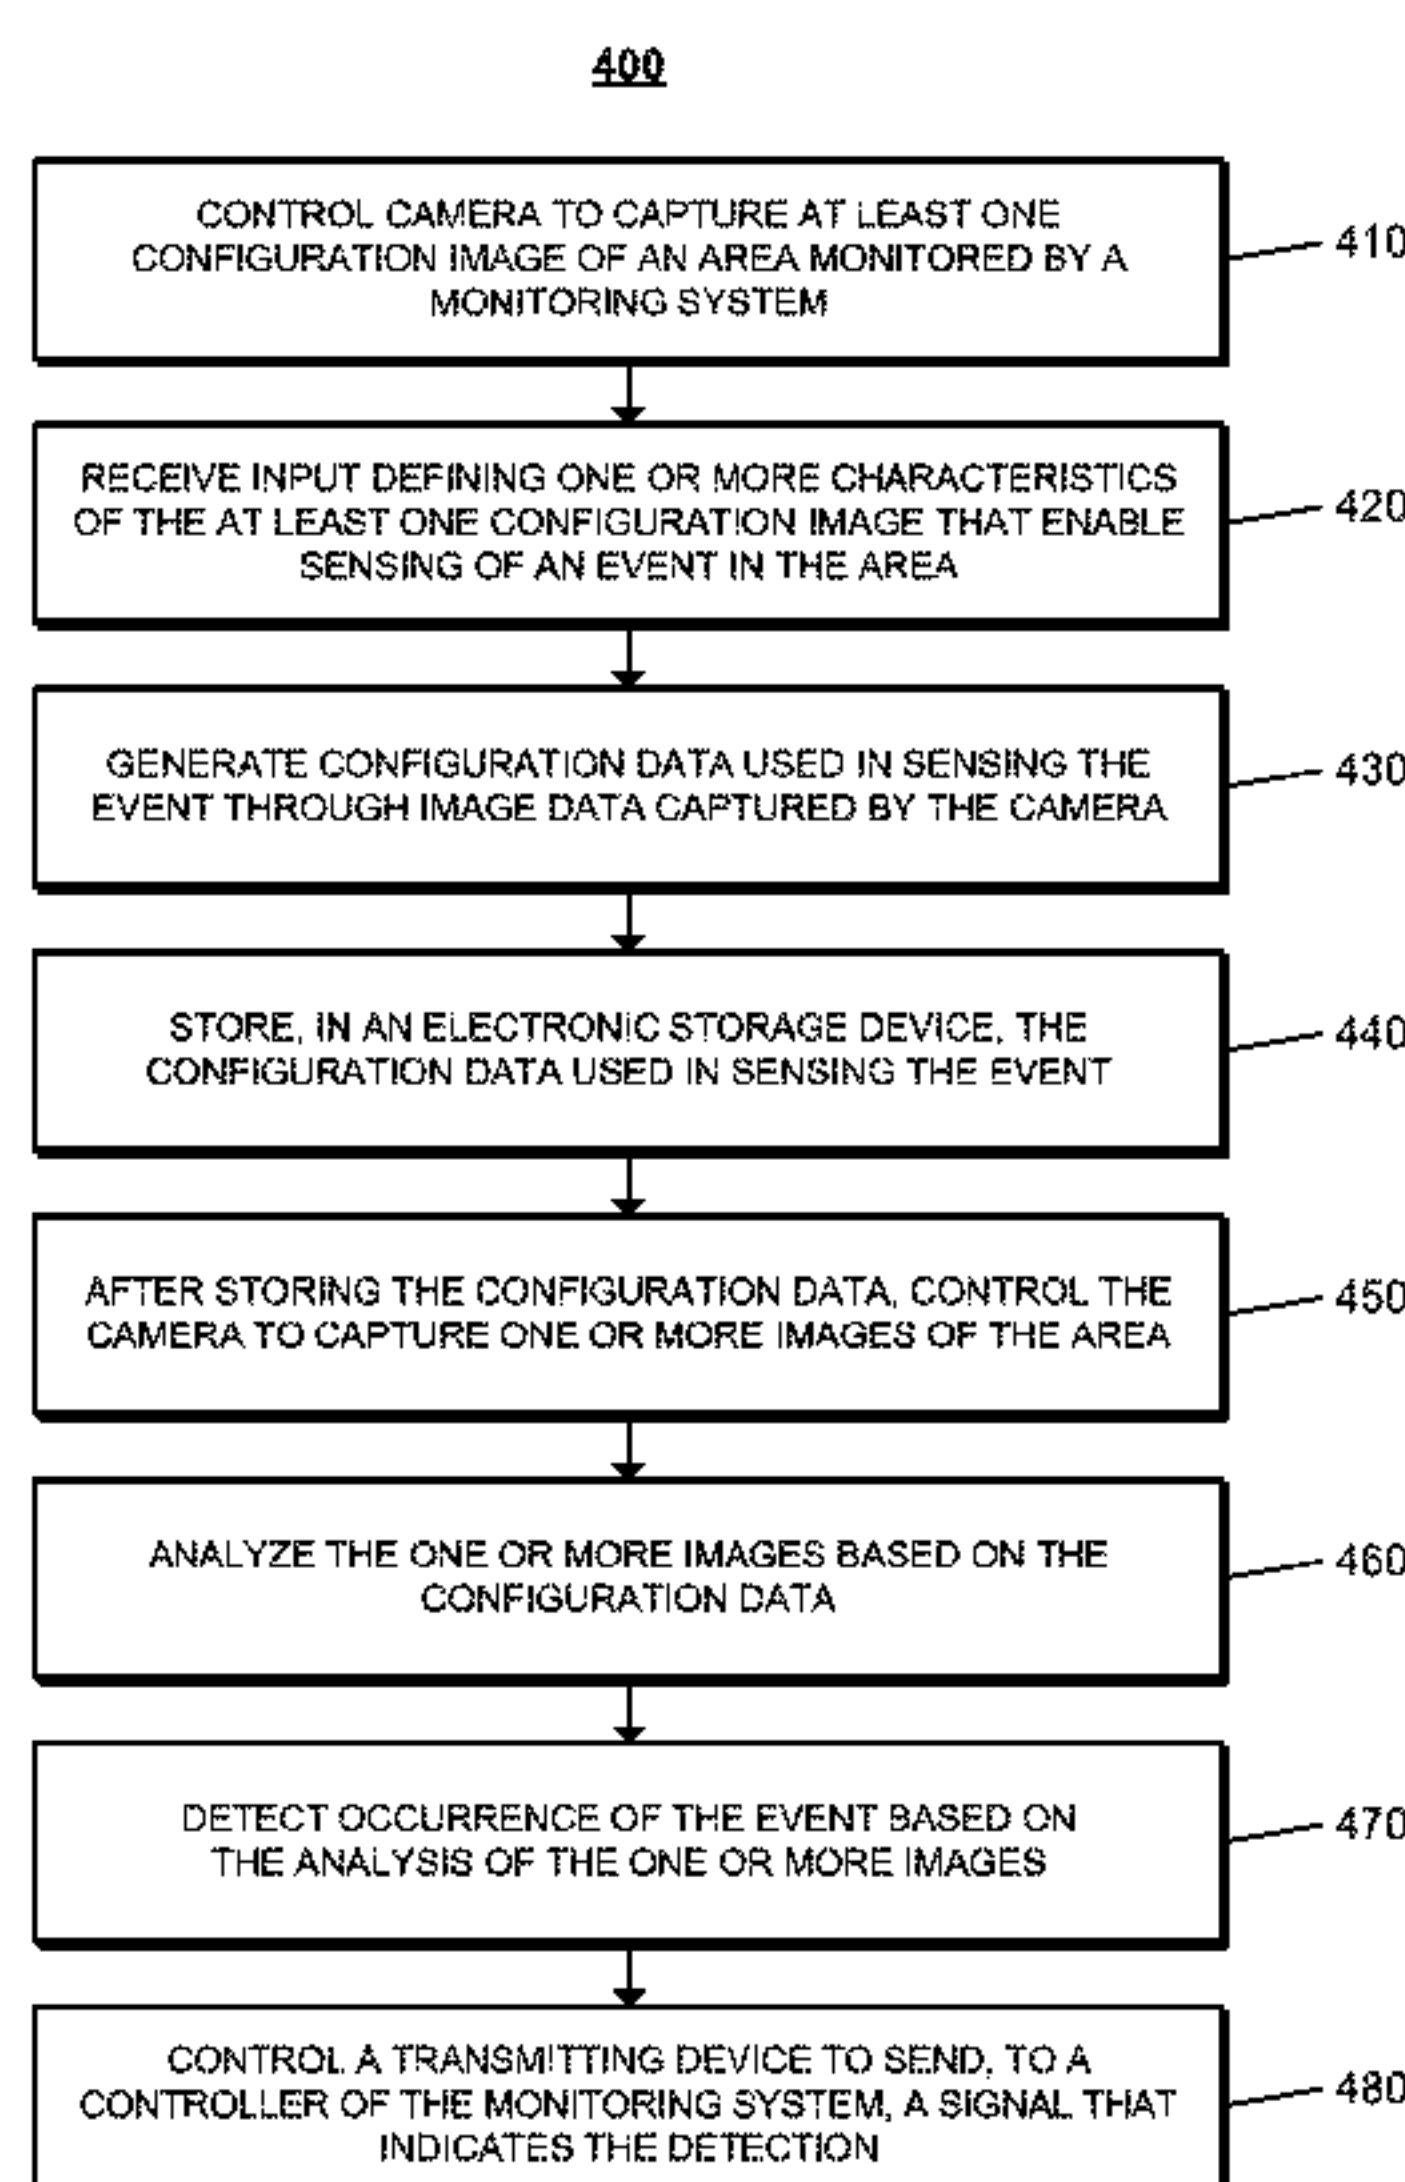 400
CONTROL CAMERA TO CAPTURE AT LEAST ONE
CONFIGURATION IMAGE OF AN AREA MONITORED BY A
MONITORING SYSTEM
410
RECEIVE INPUT DEFINING ONE OR MORE CHARACTERISTICS
OF THE AT LEAST ONE CONFIGURATION IMAGE THAT ENABLE
SENSING OF AN EVENT IN THE AREA
420
GENERATE CONFIGURATION DATA USED IN SENSING THE
EVENT THROUGH IMAGE DATA CAPTURED BY THE CAMERA
430
STORE, IN AN ELECTRONIC STORAGE DEVICE, THE
CONFIGURATION DATA USED IN SENSING THE EVENT
440
AFTER STORING THE CONFIGURATION DATA, CONTROL THE
CAMERA TO CAPTURE ONE OR MORE IMAGES OF THE AREA
450
ANALYZE THE ONE OR MORE IMAGES BASED ON THE
CONFIGURATION DATA
460
DETECT OCCURRENCE OF THE EVENT BASED ON
THE ANALYSIS OF THE ONE OR MORE IMAGES
470
CONTROL A TRANSMITTING DEVICE TO SEND, TO A
CONTROLLER OF THE MONITORING SYSTEM, A SIGNAL THAT
INDICATES THE DETECTION
480